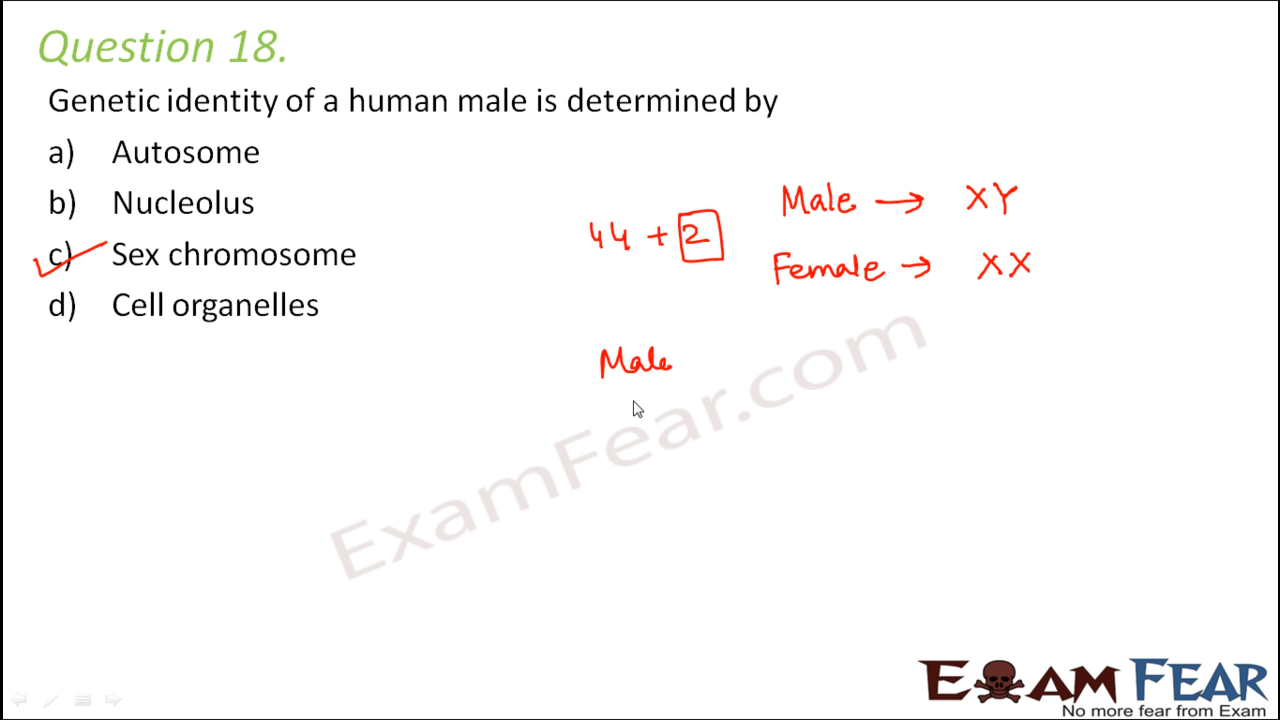 Question 18.
Genetic identity of a human male is determined by
a) Autosome
b) Nucleolus
c) Sex chromosome
d) Cell organelles
44 + 2
Male → XY
Female → XX
Male
ExamFear.com
EXAM FEAR
No more fear from Exam